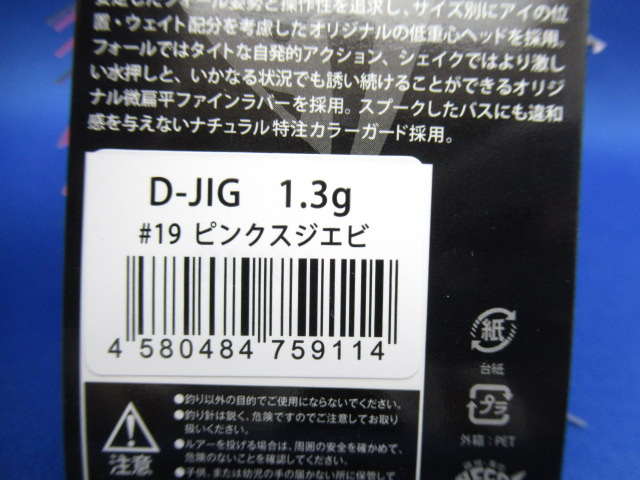 安定したフォール姿勢と操作性を追求し、サイズ別にアイの位
置・ウェイト配分を考慮したオリジナルの低重心ヘッドを採用。
フォールではタイトな自発的アクション、シェイクではより激し
い水押しと、いかなる状況でも誘い続けることができるオリジ
ナル微扁平ファインラバーを採用。スプークしたバスにも違和
感を与えないナチュラル特注カラーガード採用。
D-JIG 1.3g
#19 ピンクスジエビ
4 580484 759114
●釣り以外の目的でご使用にならないでください。
●釣り針は鋭く、危険ですのでご注意してお取り
扱いください。
●ルアーを投げる場合は、周囲の安全を確かめて、
危険のないことを確認してください。
●子供、または幼児の手の届かない所に保管して
注意
紙
台紙
プラ
外箱：PET